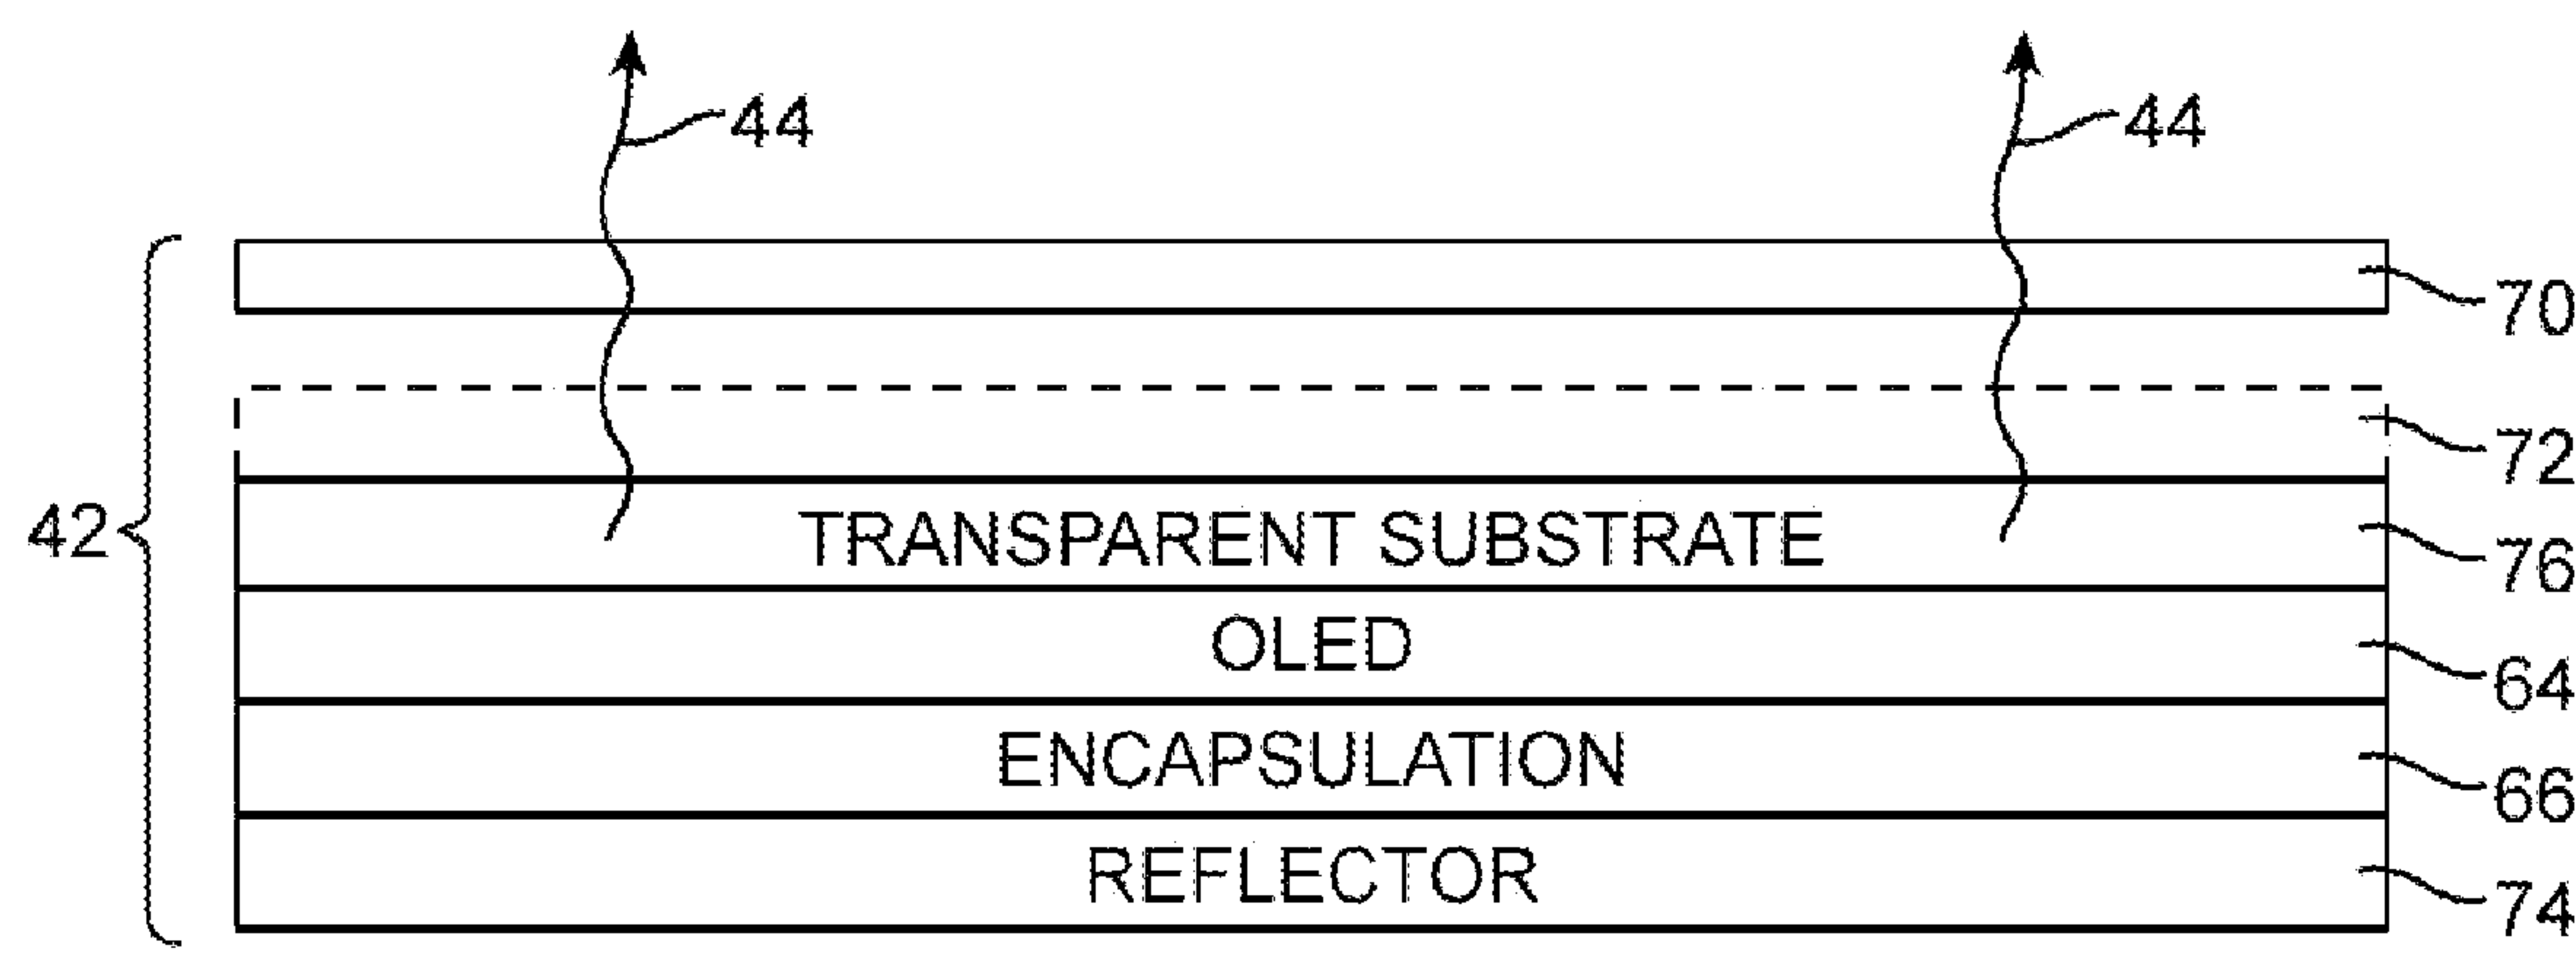 44 44
70
72
42
TRANSPARENT SUBSTRATE 76
OLED 64
ENCAPSULATION 66
REFLECTOR 74